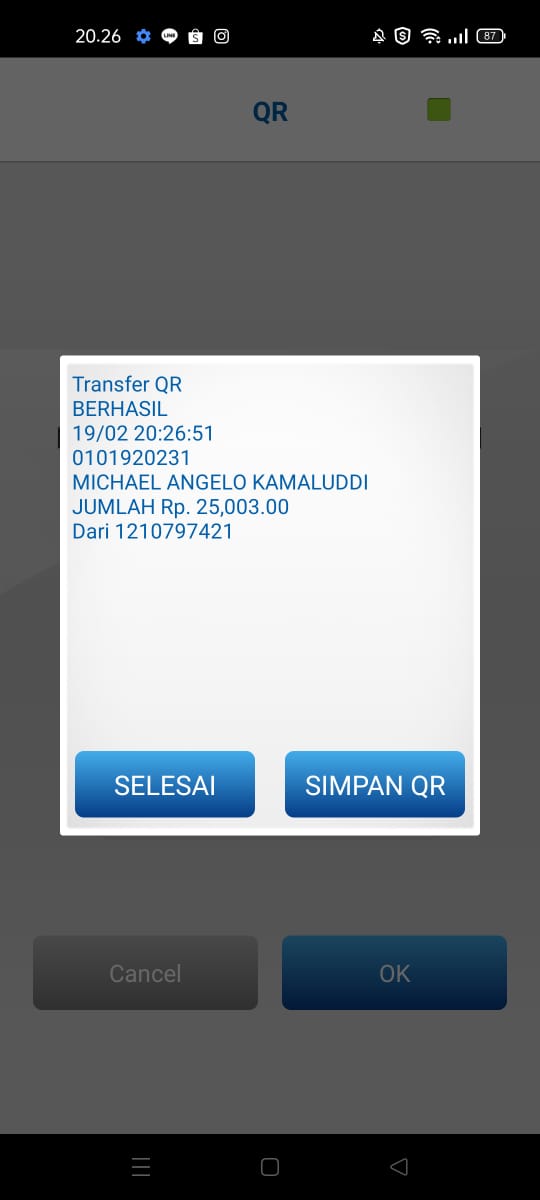 20.26
87
QR
Transfer QR
BERHASIL
19/02 20:26:51
0101920231
MICHAEL ANGELO KAMALUDDI
JUMLAH Rp. 25,003.00
Dari 1210797421
SELESAI
SIMPAN QR
Cancel
OK